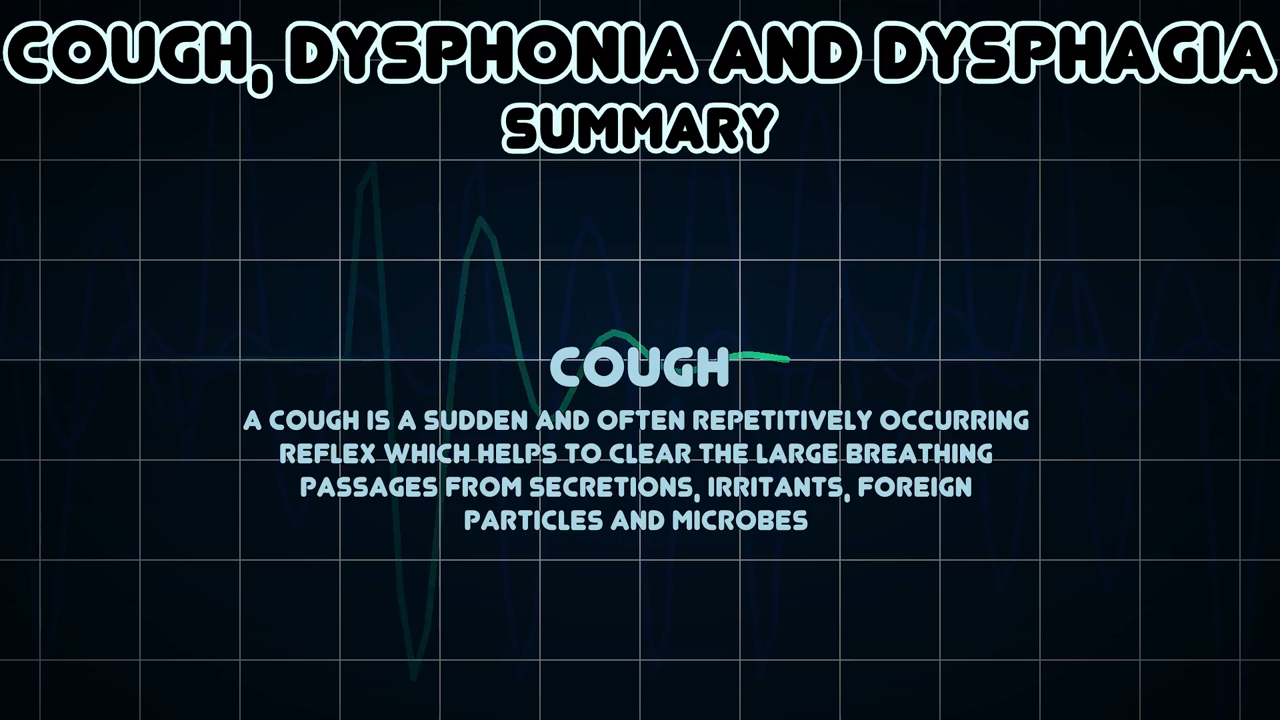 COUGH, DYSPHONIA AND DYSPHAGIA
SUMMARY
COUGH
A COUGH IS A SUDDEN AND OFTEN REPETITIVELY OCCURRING
REFLEX WHICH HELPS TO CLEAR THE LARGE BREATHING
PASSAGES FROM SECRETIONS, IRRITANTS, FOREIGN
PARTICLES AND MICROBES